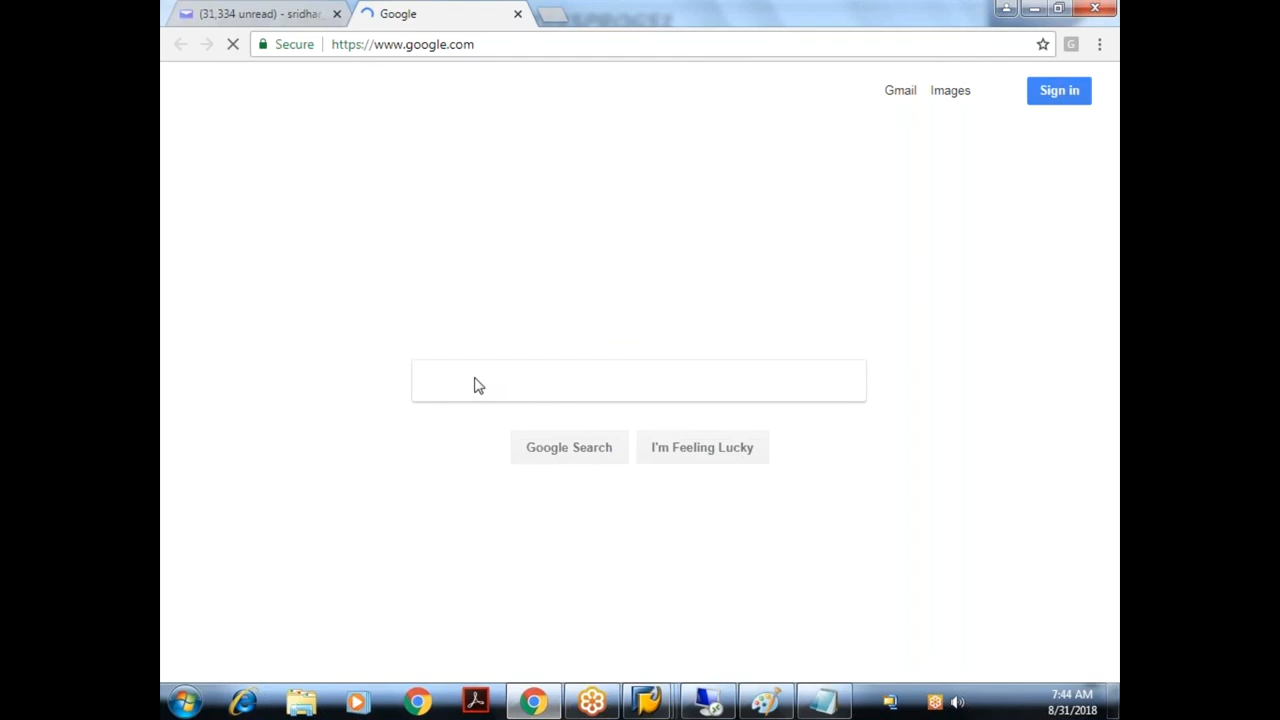 (31,334 unread) - sridhar
Google
Secure
https://www.google.com
G
Gmail
Images
Sign in
Google Search
I'm Feeling Lucky
7:44 AM
8/31/2018